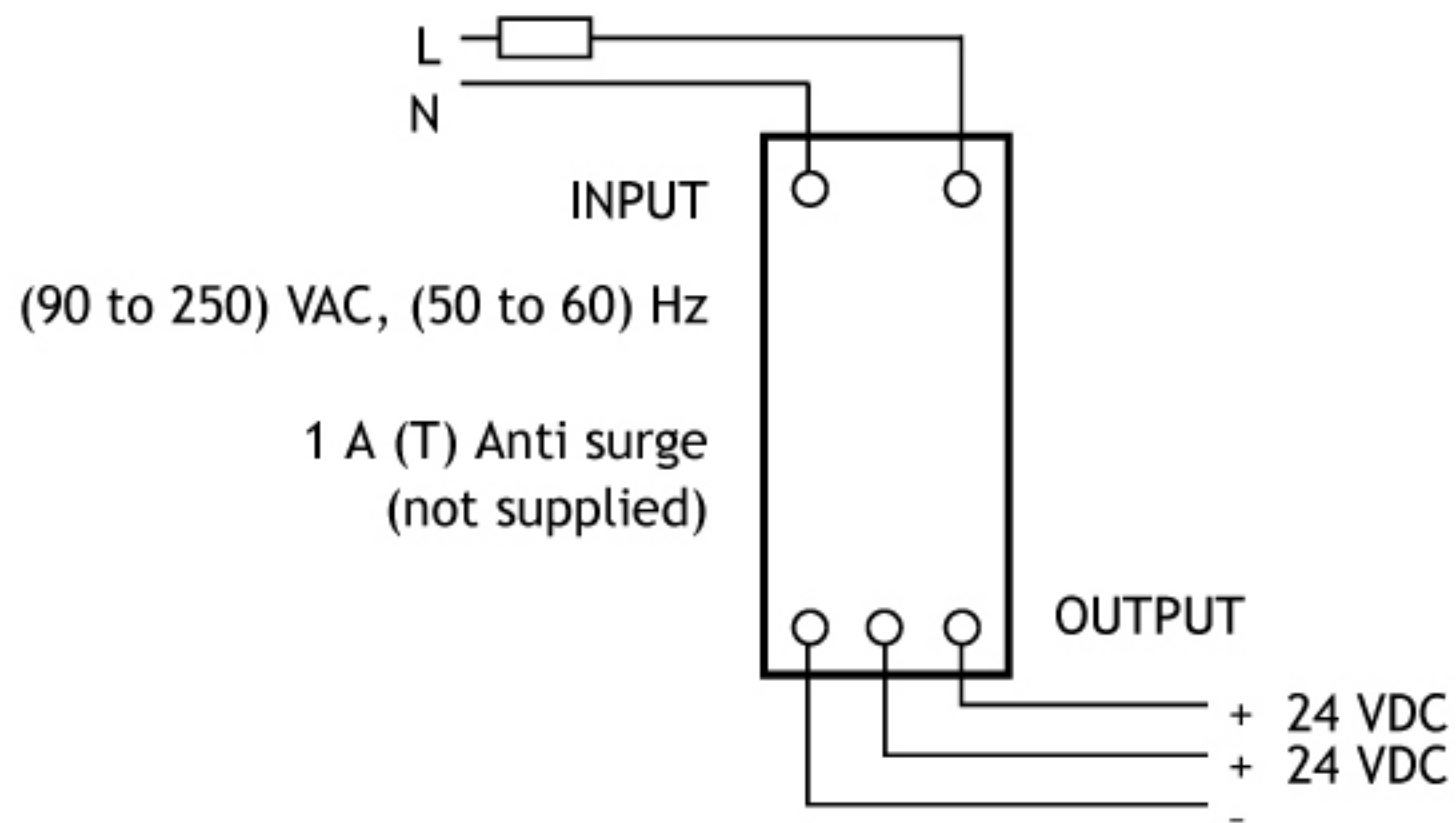 L
N
INPUT
(90 to 250) VAC, (50 to 60) Hz
1 A (T) Anti surge
(not supplied)
OUTPUT
+ 24 VDC
+ 24 VDC
-